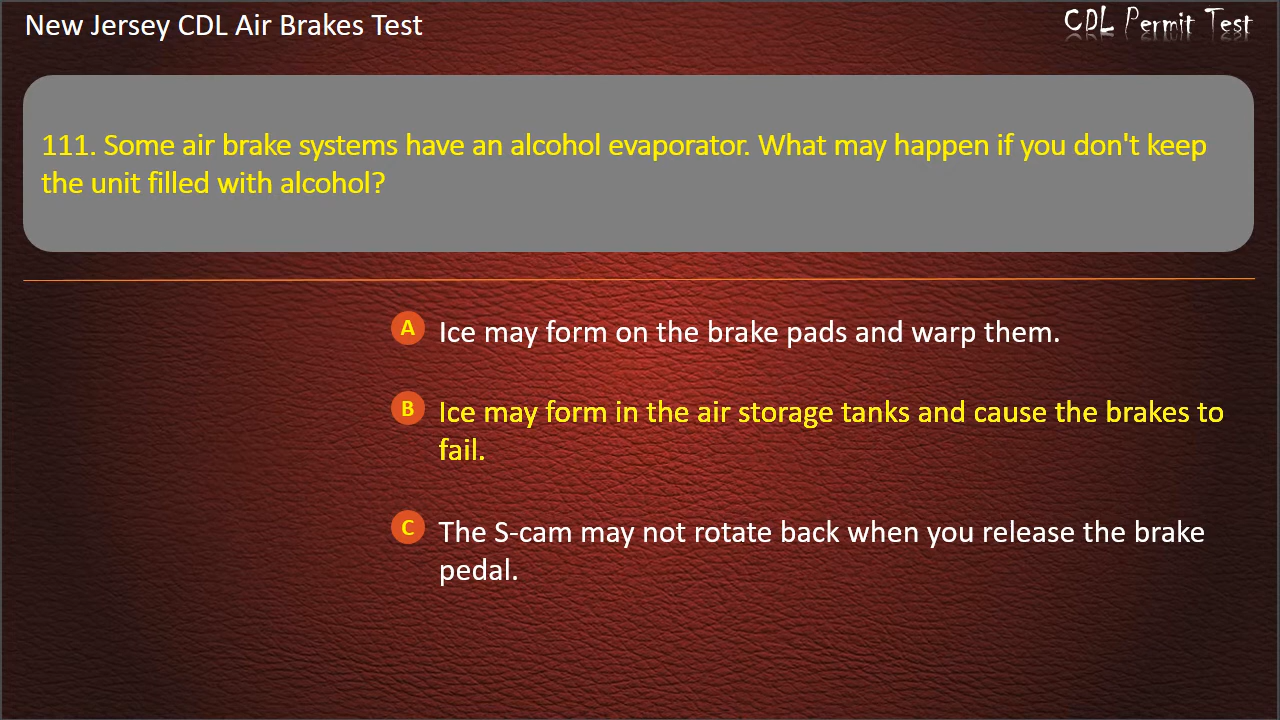 New Jersey CDL Air Brakes Test
CDL Permit Test
111. Some air brake systems have an alcohol evaporator. What may happen if you don't keep
the unit filled with alcohol?
A Ice may form on the brake pads and warp them.
B Ice may form in the air storage tanks and cause the brakes to
fail.
C The S-cam may not rotate back when you release the brake
pedal.